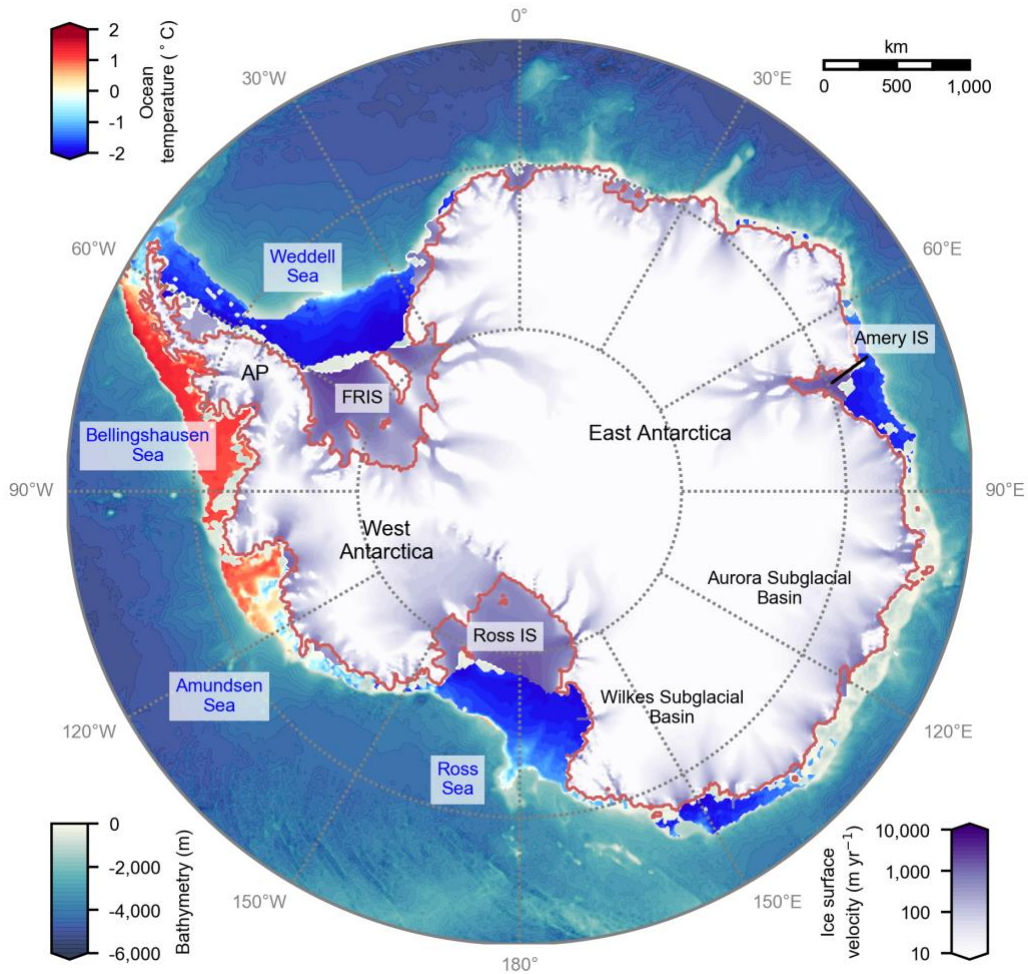 2
1
0
-1
-2
Ocean
temperature (°C)
0°
km
0 500 1,000
30°W
30°E
60°W
60°E
Weddell
Sea
Amery IS
AP
FRIS
East Antarctica
Bellingshausen
Sea
90°W
90°E
West
Antarctica
Aurora Subglacial
Basin
Ross IS
Amundsen
Sea
Wilkes Subglacial
Basin
120°W
120°E
Ross
Sea
0
-2,000
-4,000
-6,000
Bathymetry (m)
10,000
1,000
100
10
Ice surface
velocity (m yr⁻¹)
150°W
150°E
180°